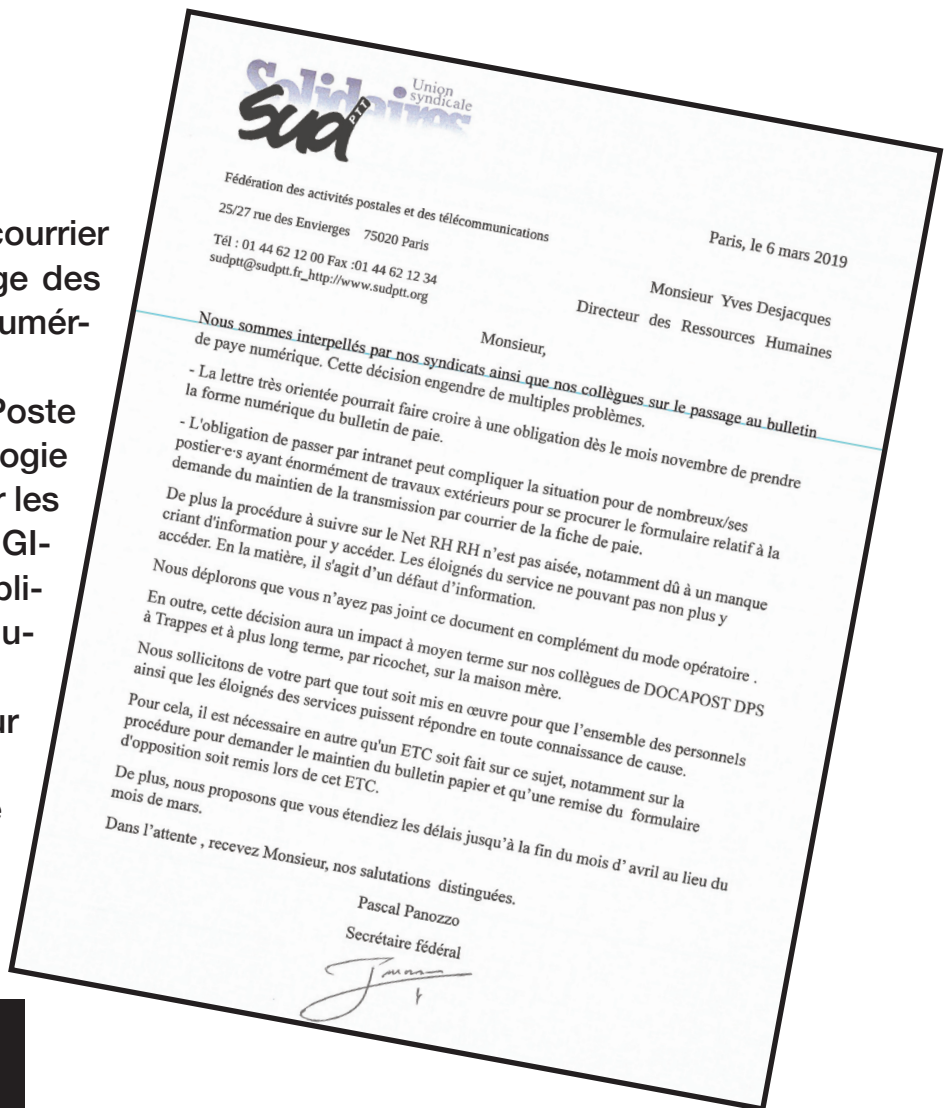 courrier
ge des
umér-
Poste
ogie
r les
GI-
pli-
u-
ur
e
Solidaires
Union
syndicale
Sud
PTT
Fédération des activités postales et des télécommunications
25/27 rue des Envierges 75020 Paris
Tél : 01 44 62 12 00 Fax :01 44 62 12 34
sudptt@sudptt.fr_http://www.sudptt.org
Paris, le 6 mars 2019
Monsieur Yves Desjacques
Directeur des Ressources Humaines
Monsieur,
Nous sommes interpellés par nos syndicats ainsi que nos collègues sur le passage au bulletin
de paye numérique. Cette décision engendre de multiples problèmes.
- La lettre très orientée pourrait faire croire à une obligation dès le mois novembre de prendre
la forme numérique du bulletin de paie.
- L'obligation de passer par intranet peut compliquer la situation pour de nombreux/ses
postier·e·s ayant énormément de travaux extérieurs pour se procurer le formulaire relatif à la
demande du maintien de la transmission par courrier de la fiche de paie.
De plus la procédure à suivre sur le Net RH RH n'est pas aisée, notamment dû à un manque
criant d'information pour y accéder. Les éloignés du service ne pouvant pas non plus y
accéder. En la matière, il s'agit d'un défaut d'information.
Nous déplorons que vous n'ayez pas joint ce document en complément du mode opératoire .
En outre, cette décision aura un impact à moyen terme sur nos collègues de DOCAPOST DPS
à Trappes et à plus long terme, par ricochet, sur la maison mère.
Nous sollicitons de votre part que tout soit mis en œuvre pour que l'ensemble des personnels
ainsi que les éloignés des services puissent répondre en toute connaissance de cause.
Pour cela, il est nécessaire en autre qu'un ETC soit fait sur ce sujet, notamment sur la
procédure pour demander le maintien du bulletin papier et qu'une remise du formulaire
d'opposition soit remis lors de cet ETC.
De plus, nous proposons que vous étendiez les délais jusqu'à la fin du mois d' avril au lieu du
mois de mars.
Dans l'attente , recevez Monsieur, nos salutations distinguées.
Pascal Panozzo
Secrétaire fédéral